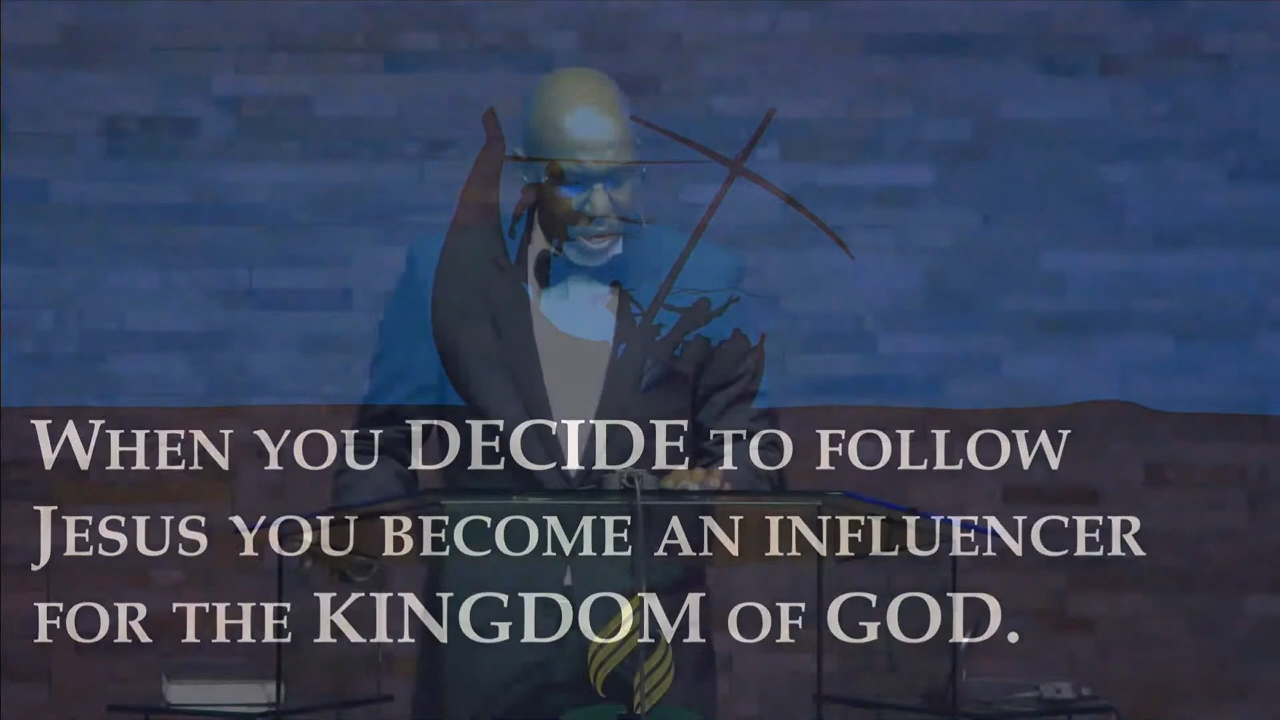 WHEN YOU DECIDE TO FOLLOW
JESUS YOU BECOME AN INFLUENCER
FOR THE KINGDOM OF GOD.